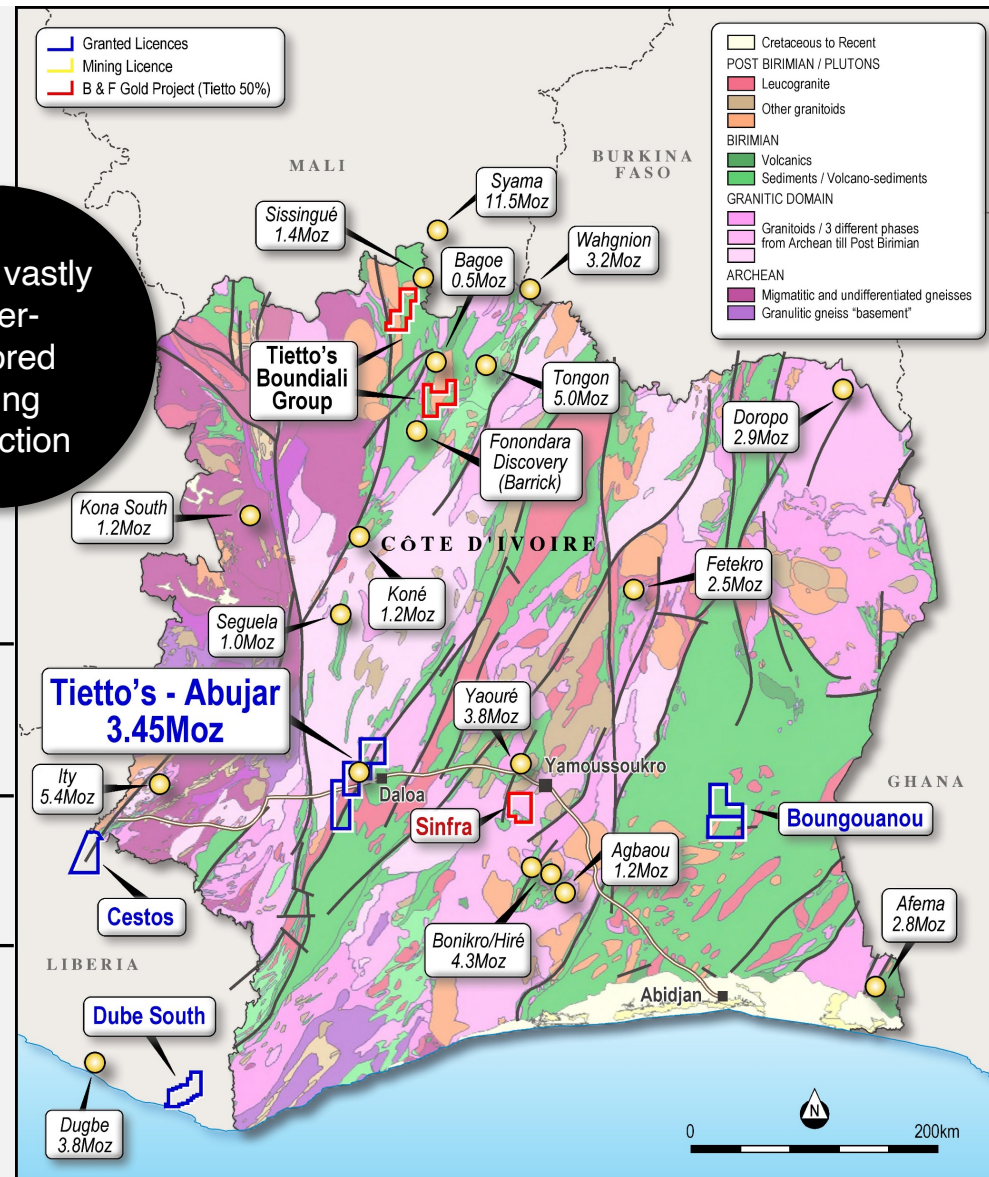 Granted Licences
Mining Licence
B & F Gold Project (Tietto 50%)
Cretaceous to Recent
POST BIRIMIAN / PLUTONS
Leucogranite
Other granitoids
BIRIMIAN
Volcanics
Sediments / Volcano-sediments
GRANITIC DOMAIN
Granitoids / 3 different phases
from Archean till Post Birimian
ARCHEAN
Migmatitic and undifferentiated gneisses
Granulitic gneiss "basement"
MALI
BURKINA
FASO
Syama
11.5Moz
Sissingué
1.4Moz
Bagoe
0.5Moz
Wahgnion
3.2Moz
vastly
er-
ored
ng
ction
Tietto's
Boundiali
Group
Tongon
5.0Moz
Doropo
2.9Moz
Fonondara
Discovery
(Barrick)
Kona South
1.2Moz
CÔTE D'IVOIRE
Koné
1.2Moz
Fetekro
2.5Moz
Seguela
1.0Moz
Tietto's - Abujar
3.45Moz
Yaouré
3.8Moz
Yamoussoukro
Ity
5.4Moz
Daloa
GHANA
Sinfra
Boungouanou
Agbaou
1.2Moz
Cestos
Bonikro/Hiré
4.3Moz
Afema
2.8Moz
LIBERIA
Abidjan
Dube South
Dugbe
3.8Moz
N
0 200km